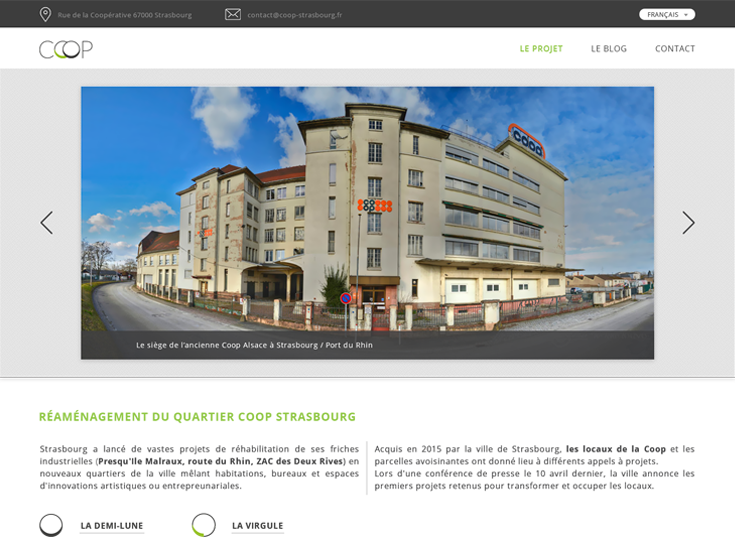 Rue de la Coopérative 67000 Strasbourg
contact@coop-strasbourg.fr
FRANÇAIS
COOP
LE PROJET
LE BLOG
CONTACT
coop
Le siège de l'ancienne Coop Alsace à Strasbourg / Port du Rhin
RÉAMÉNAGEMENT DU QUARTIER COOP STRASBOURG
Strasbourg a lancé de vastes projets de réhabilitation de ses friches
industrielles (Presqu'île Malraux, route du Rhin, ZAC des Deux Rives) en
nouveaux quartiers de la ville mêlant habitations, bureaux et espaces
d'innovations artistiques ou entrepreunariales.
Acquis en 2015 par la ville de Strasbourg, les locaux de la Coop et les
parcelles avoisinantes ont donné lieu à différents appels à projets.
Lors d'une conférence de presse le 10 avril dernier, la ville annonce les
premiers projets retenus pour transformer et occuper les locaux.
LA DEMI-LUNE
LA VIRGULE